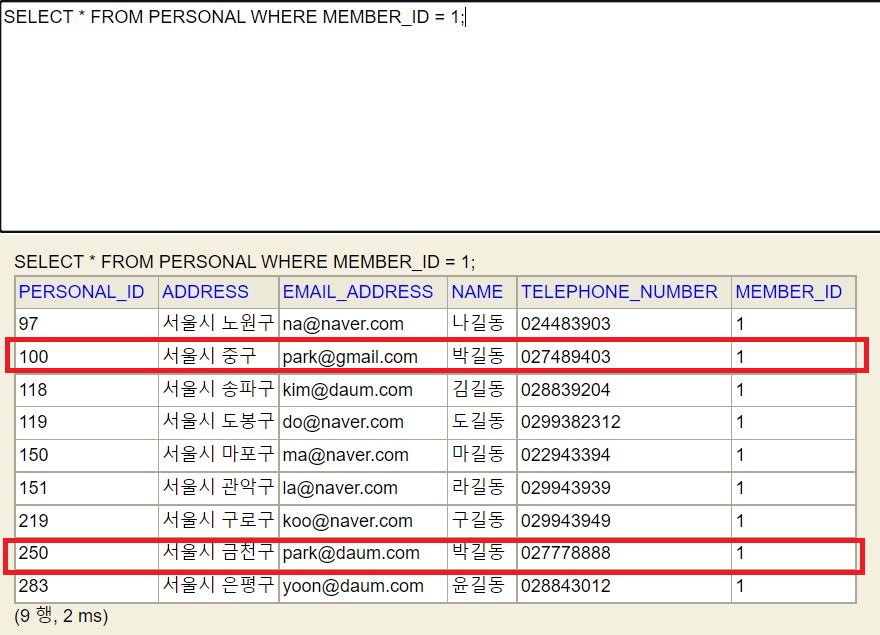 SELECT * FROM PERSONAL WHERE MEMBER_ID = 1;
SELECT * FROM PERSONAL WHERE MEMBER_ID = 1;
PERSONAL_ID ADDRESS EMAIL_ADDRESS NAME TELEPHONE_NUMBER MEMBER_ID
97 서울시 노원구 na@naver.com 나길동 024483903 1
100 서울시 중구 park@gmail.com 박길동 027489403 1
118 서울시 송파구 kim@daum.com 김길동 028839204 1
119 서울시 도봉구 do@naver.com 도길동 0299382312 1
150 서울시 마포구 ma@naver.com 마길동 022943394 1
151 서울시 관악구 la@naver.com 라길동 029943939 1
219 서울시 구로구 koo@naver.com 구길동 029943949 1
250 서울시 금천구 park@daum.com 박길동 027778888 1
283 서울시 은평구 yoon@daum.com 윤길동 028843012 1
(9 행, 2 ms)